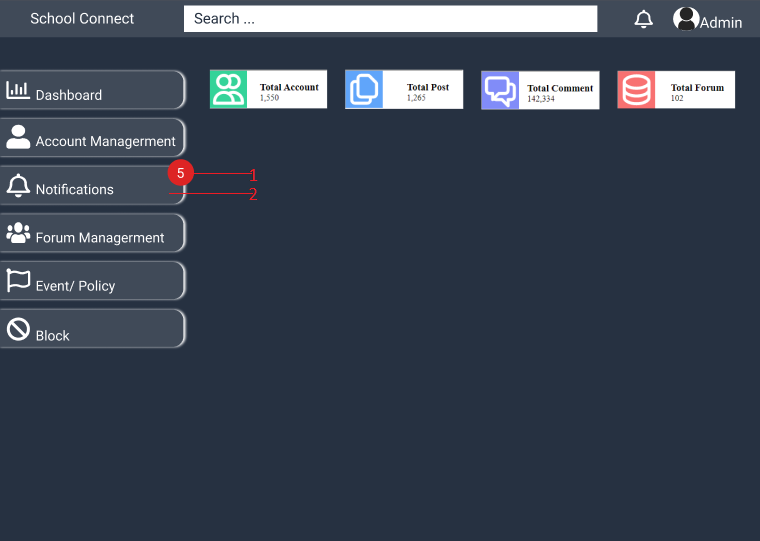 School Connect
Search ...
Admin
Dashboard
Account Managerment
Notifications
5
1
2
Forum Managerment
Event/ Policy
Block
Total Account
1,550
Total Post
1,265
Total Comment
142,334
Total Forum
102